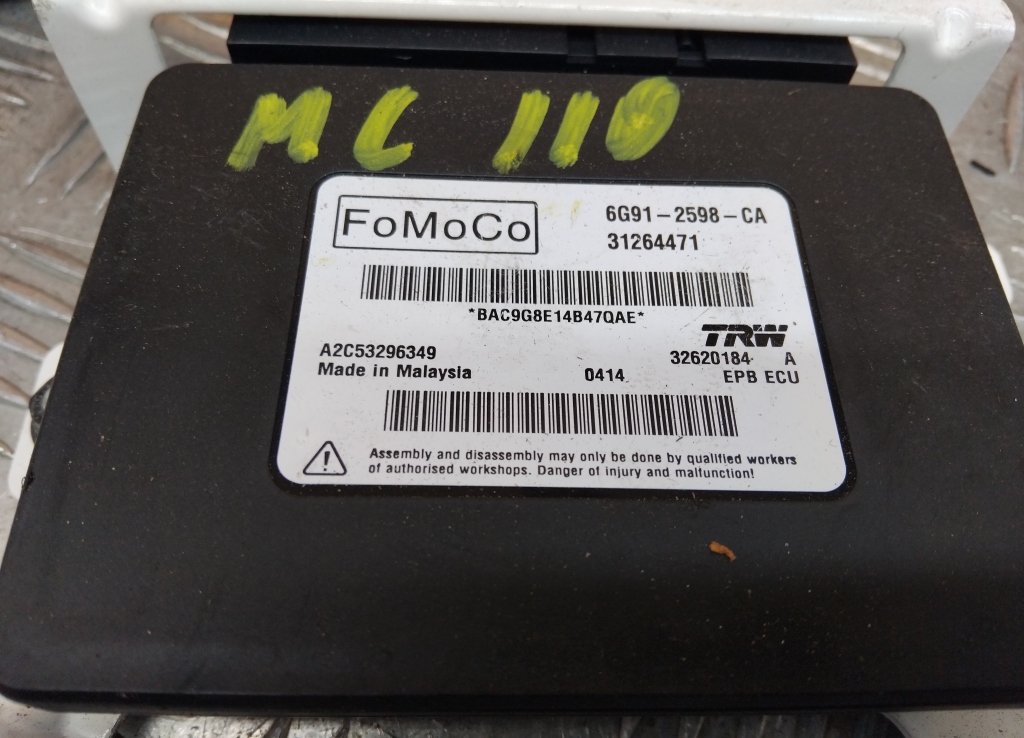 MC 110
FoMoCo
6G91-2598-CA
31264471
*BAC9G8E14B47QAE*
TRW
A2C53296349
32620184 A
Made in Malaysia 0414 EPB ECU
Assembly and disassembly may only be done by qualified workers
of authorised workshops. Danger of injury and malfunction!